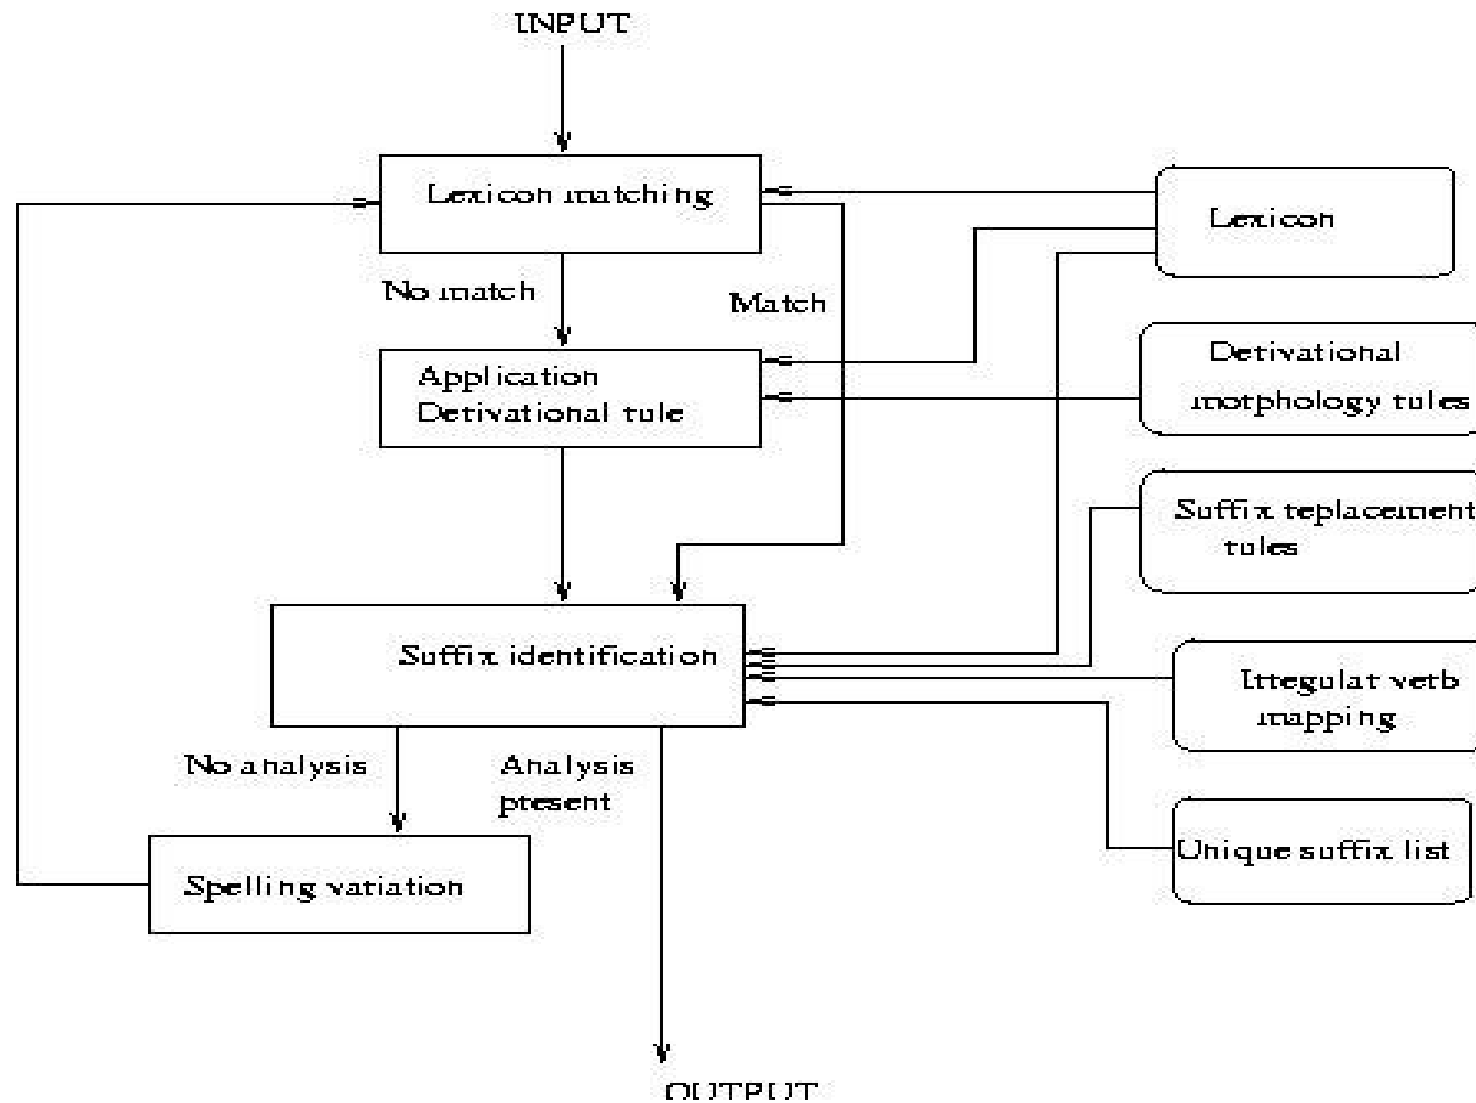 INPUT
Lexicon matching
Lexicon
No match
Match
Derivational
morphology rules
Application
Derivational rule
Suffix replacement
rules
Suffix identification
Irregular verb
mapping
No analysis
Analysis
present
Unique suffix list
Spelling variation
OUTPUT